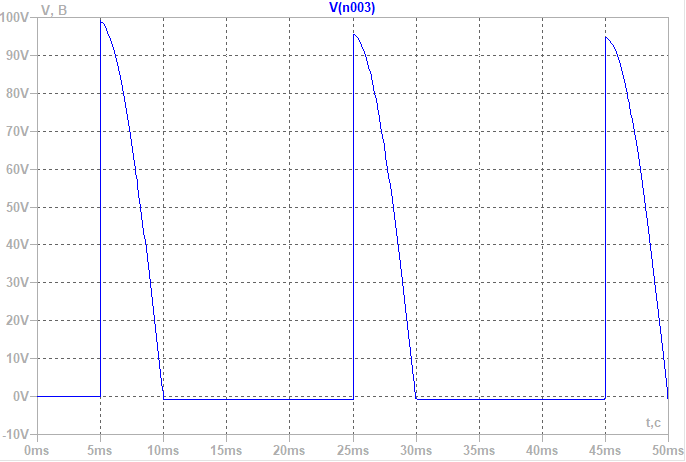 V(n003)
V, В
100V
90V
80V
70V
60V
50V
40V
30V
20V
10V
0V
-10V
t,c
0ms 5ms 10ms 15ms 20ms 25ms 30ms 35ms 40ms 45ms 50ms